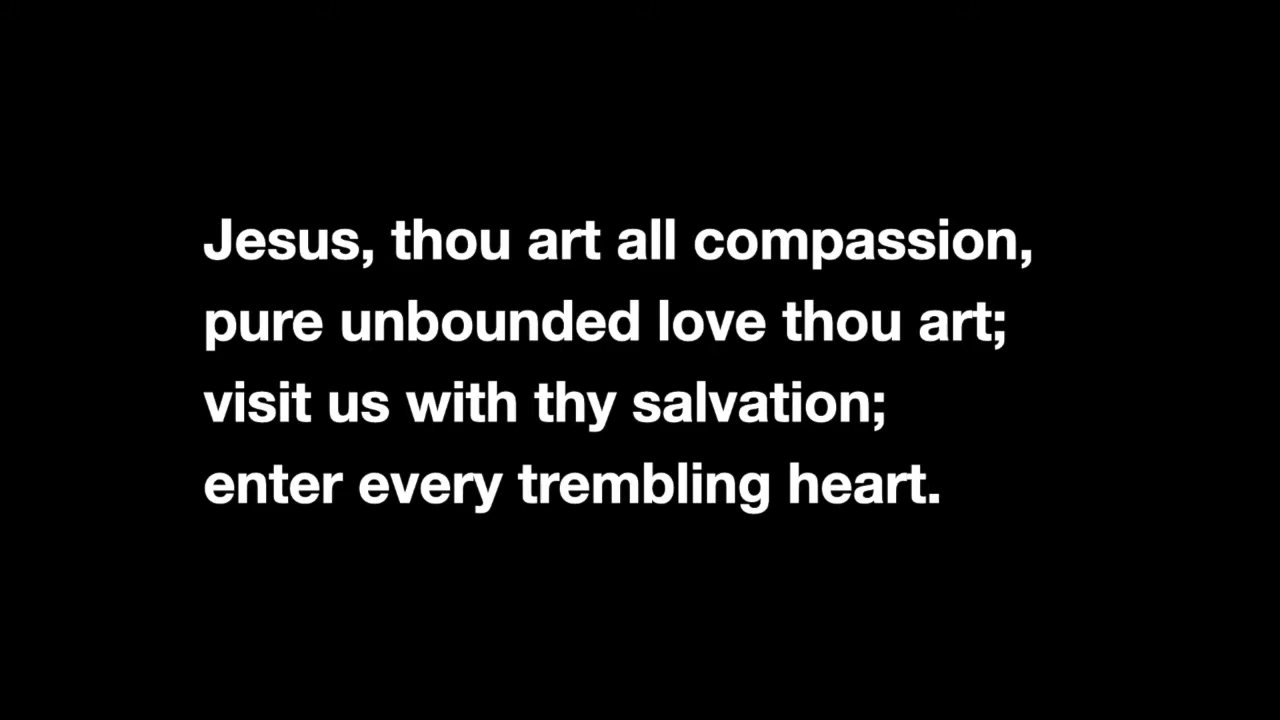 Jesus, thou art all compassion,
pure unbounded love thou art;
visit us with thy salvation;
enter every trembling heart.